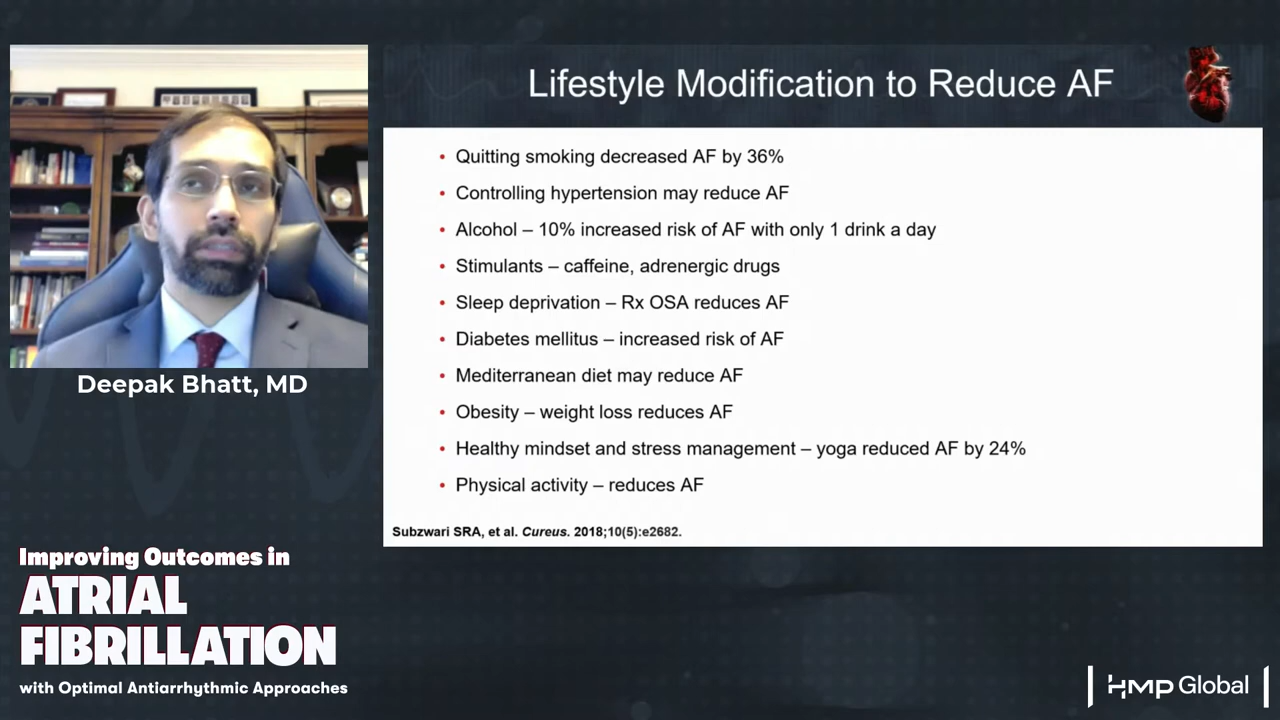 Lifestyle Modification to Reduce AF
• Quitting smoking decreased AF by 36%
• Controlling hypertension may reduce AF
• Alcohol – 10% increased risk of AF with only 1 drink a day
• Stimulants – caffeine, adrenergic drugs
• Sleep deprivation – Rx OSA reduces AF
• Diabetes mellitus – increased risk of AF
• Mediterranean diet may reduce AF
• Obesity – weight loss reduces AF
• Healthy mindset and stress management – yoga reduced AF by 24%
• Physical activity – reduces AF
Subzwari SRA, et al. Cureus. 2018;10(5):e2682.
Deepak Bhatt, MD
Improving Outcomes in
ATRIAL
FIBRILLATION
with Optimal Antiarrhythmic Approaches
HMP Global